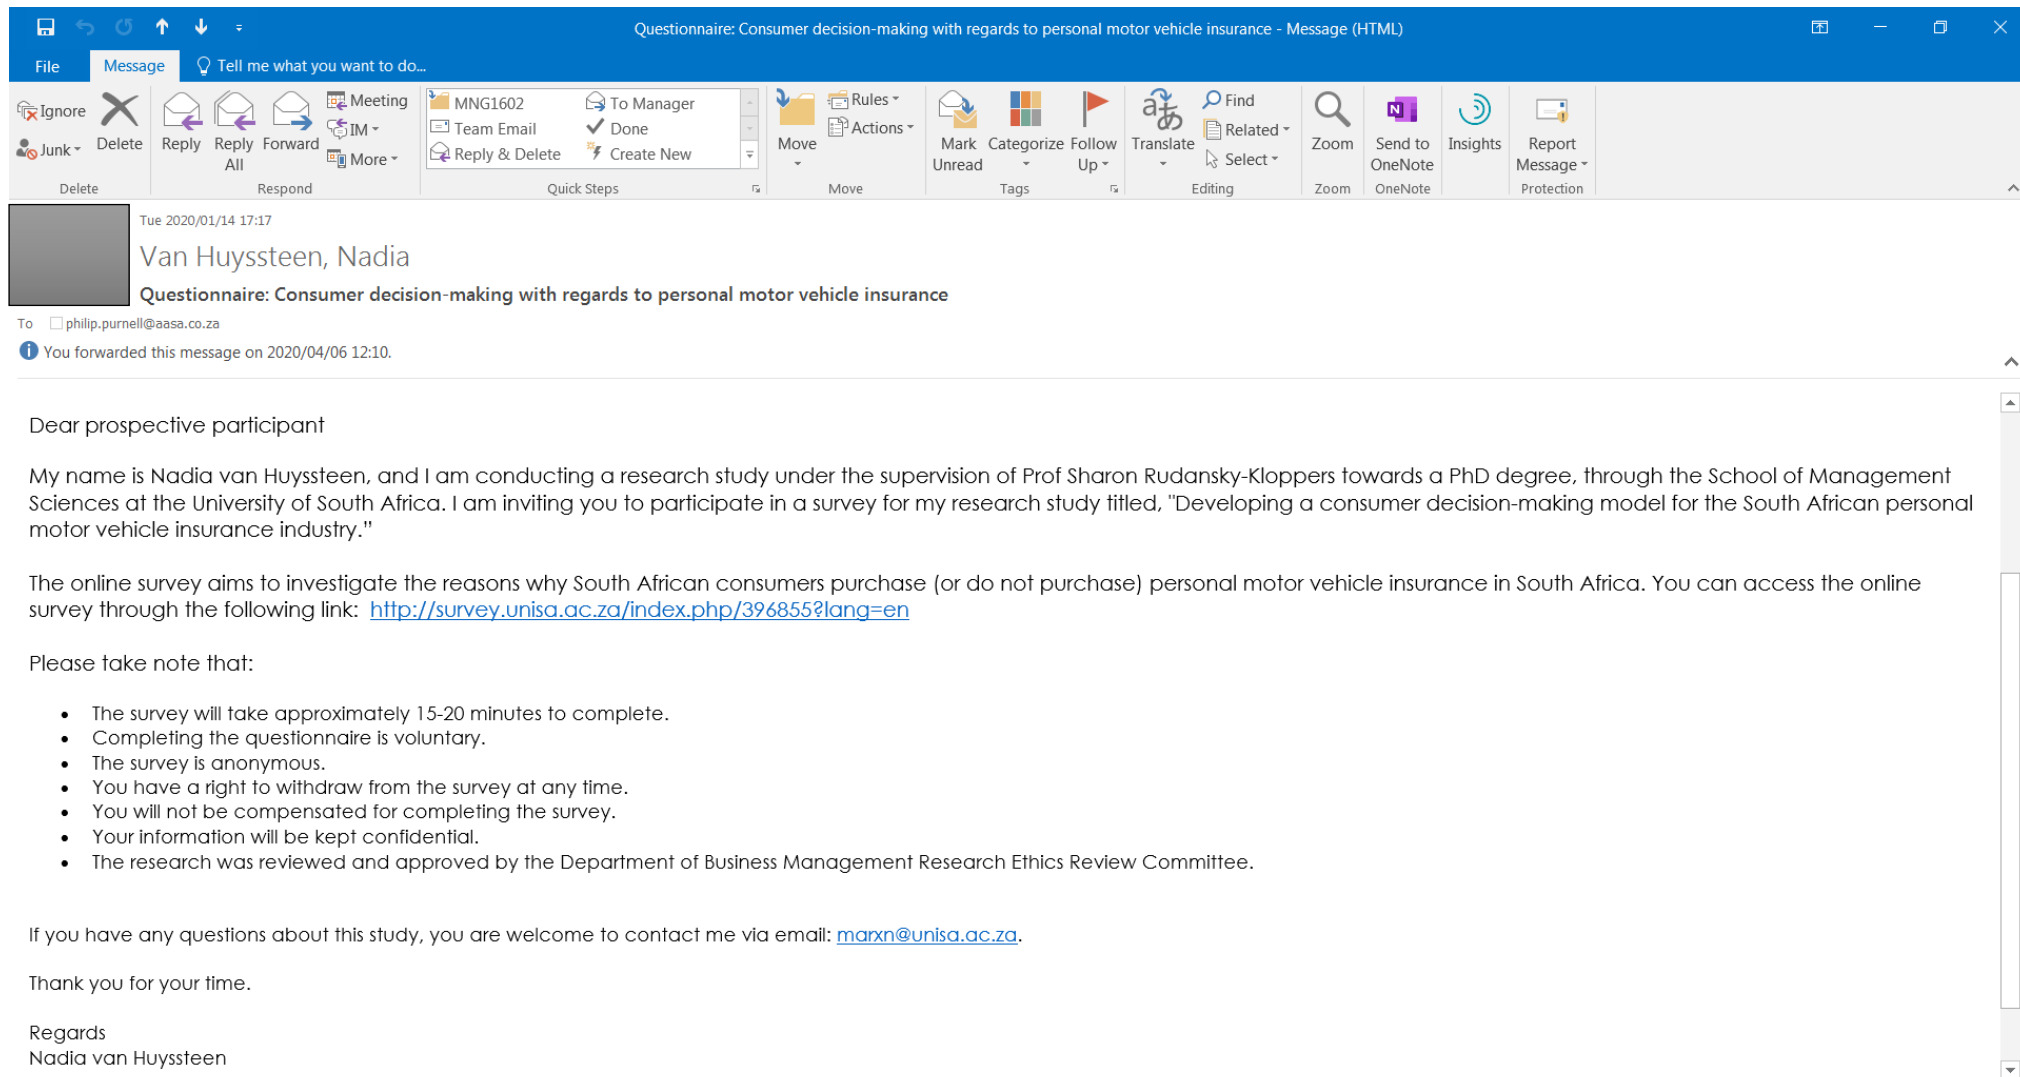 Questionnaire: Consumer decision-making with regards to personal motor vehicle insurance - Message (HTML)
File
Message
Tell me what you want to do...
Ignore
Junk
Delete
Delete
Reply
Reply All
Forward
Meeting
IM
More
Respond
MNG1602
Team Email
Reply & Delete
To Manager
Done
Create New
Quick Steps
Move
Rules
Actions
Move
Mark Unread
Categorize
Follow Up
Tags
Translate
Find
Related
Select
Editing
Zoom
Zoom
Send to OneNote
OneNote
Insights
Report Message
Protection
Tue 2020/01/14 17:17
Van Huyssteen, Nadia
Questionnaire: Consumer decision-making with regards to personal motor vehicle insurance
To philip.purnell@aasa.co.za
You forwarded this message on 2020/04/06 12:10.
Dear prospective participant
My name is Nadia van Huyssteen, and I am conducting a research study under the supervision of Prof Sharon Rudansky-Kloppers towards a PhD degree, through the School of Management
Sciences at the University of South Africa. I am inviting you to participate in a survey for my research study titled, "Developing a consumer decision-making model for the South African personal
motor vehicle insurance industry.”
The online survey aims to investigate the reasons why South African consumers purchase (or do not purchase) personal motor vehicle insurance in South Africa. You can access the online
survey through the following link: http://survey.unisa.ac.za/index.php/396855?lang=en
Please take note that:
• The survey will take approximately 15-20 minutes to complete.
• Completing the questionnaire is voluntary.
• The survey is anonymous.
• You have a right to withdraw from the survey at any time.
• You will not be compensated for completing the survey.
• Your information will be kept confidential.
• The research was reviewed and approved by the Department of Business Management Research Ethics Review Committee.
If you have any questions about this study, you are welcome to contact me via email: marxn@unisa.ac.za.
Thank you for your time.
Regards
Nadia van Huyssteen